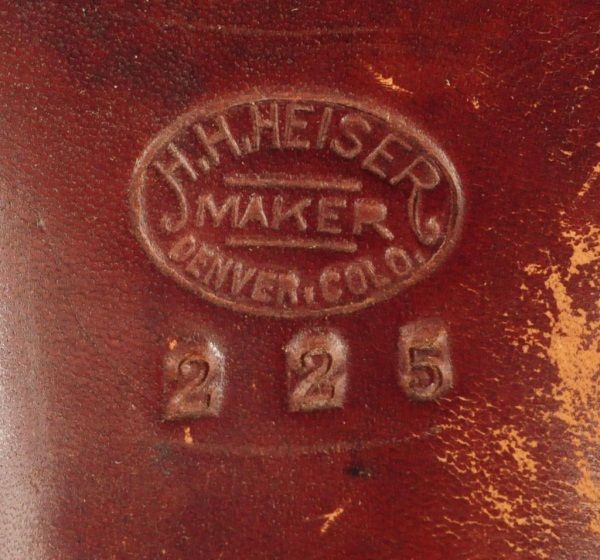 H.H.HEISER
MAKER
DENVER, COLO.
2 2 5